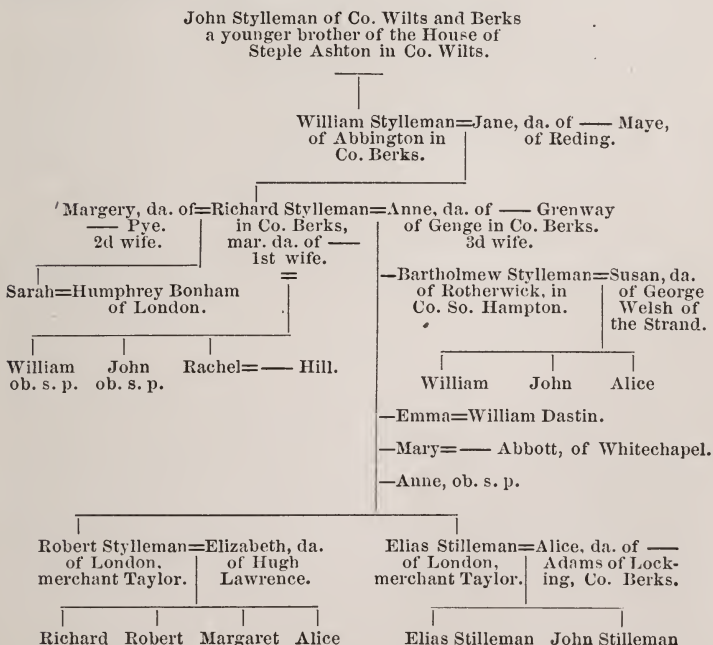 John Stylleman of Co. Wilts and Berks
a younger brother of the House of
Steple Ashton in Co. Wilts.
William Stylleman=Jane, da. of —— Maye,
of Abbington in
Co. Berks.
of Reding.
Margery, da. of=Richard Stylleman=Anne, da. of —— Grenway
—— Pye.
2d wife.
in Co. Berks,
mar. da. of ——
1st wife.
=
of Genge in Co. Berks.
3d wife.
Sarah=Humphrey Bonham
of London.
—Bartholmew Stylleman=Susan, da.
of Rotherwick, in
Co. So. Hampton.
of George
Welsh of
the Strand.
William
ob. s. p.
John
ob. s. p.
Rachel=—— Hill.
William John Alice
—Emma=William Dastin.
—Mary=—— Abbott, of Whitechapel.
—Anne, ob. s. p.
Robert Stylleman=Elizabeth, da.
of London,
merchant Taylor.
of Hugh
Lawrence.
Elias Stilleman=Alice, da. of ——
of London,
merchant Taylor.
Adams of Lock-
ing, Co. Berks.
Richard Robert Margaret Alice
Elias Stilleman John Stilleman